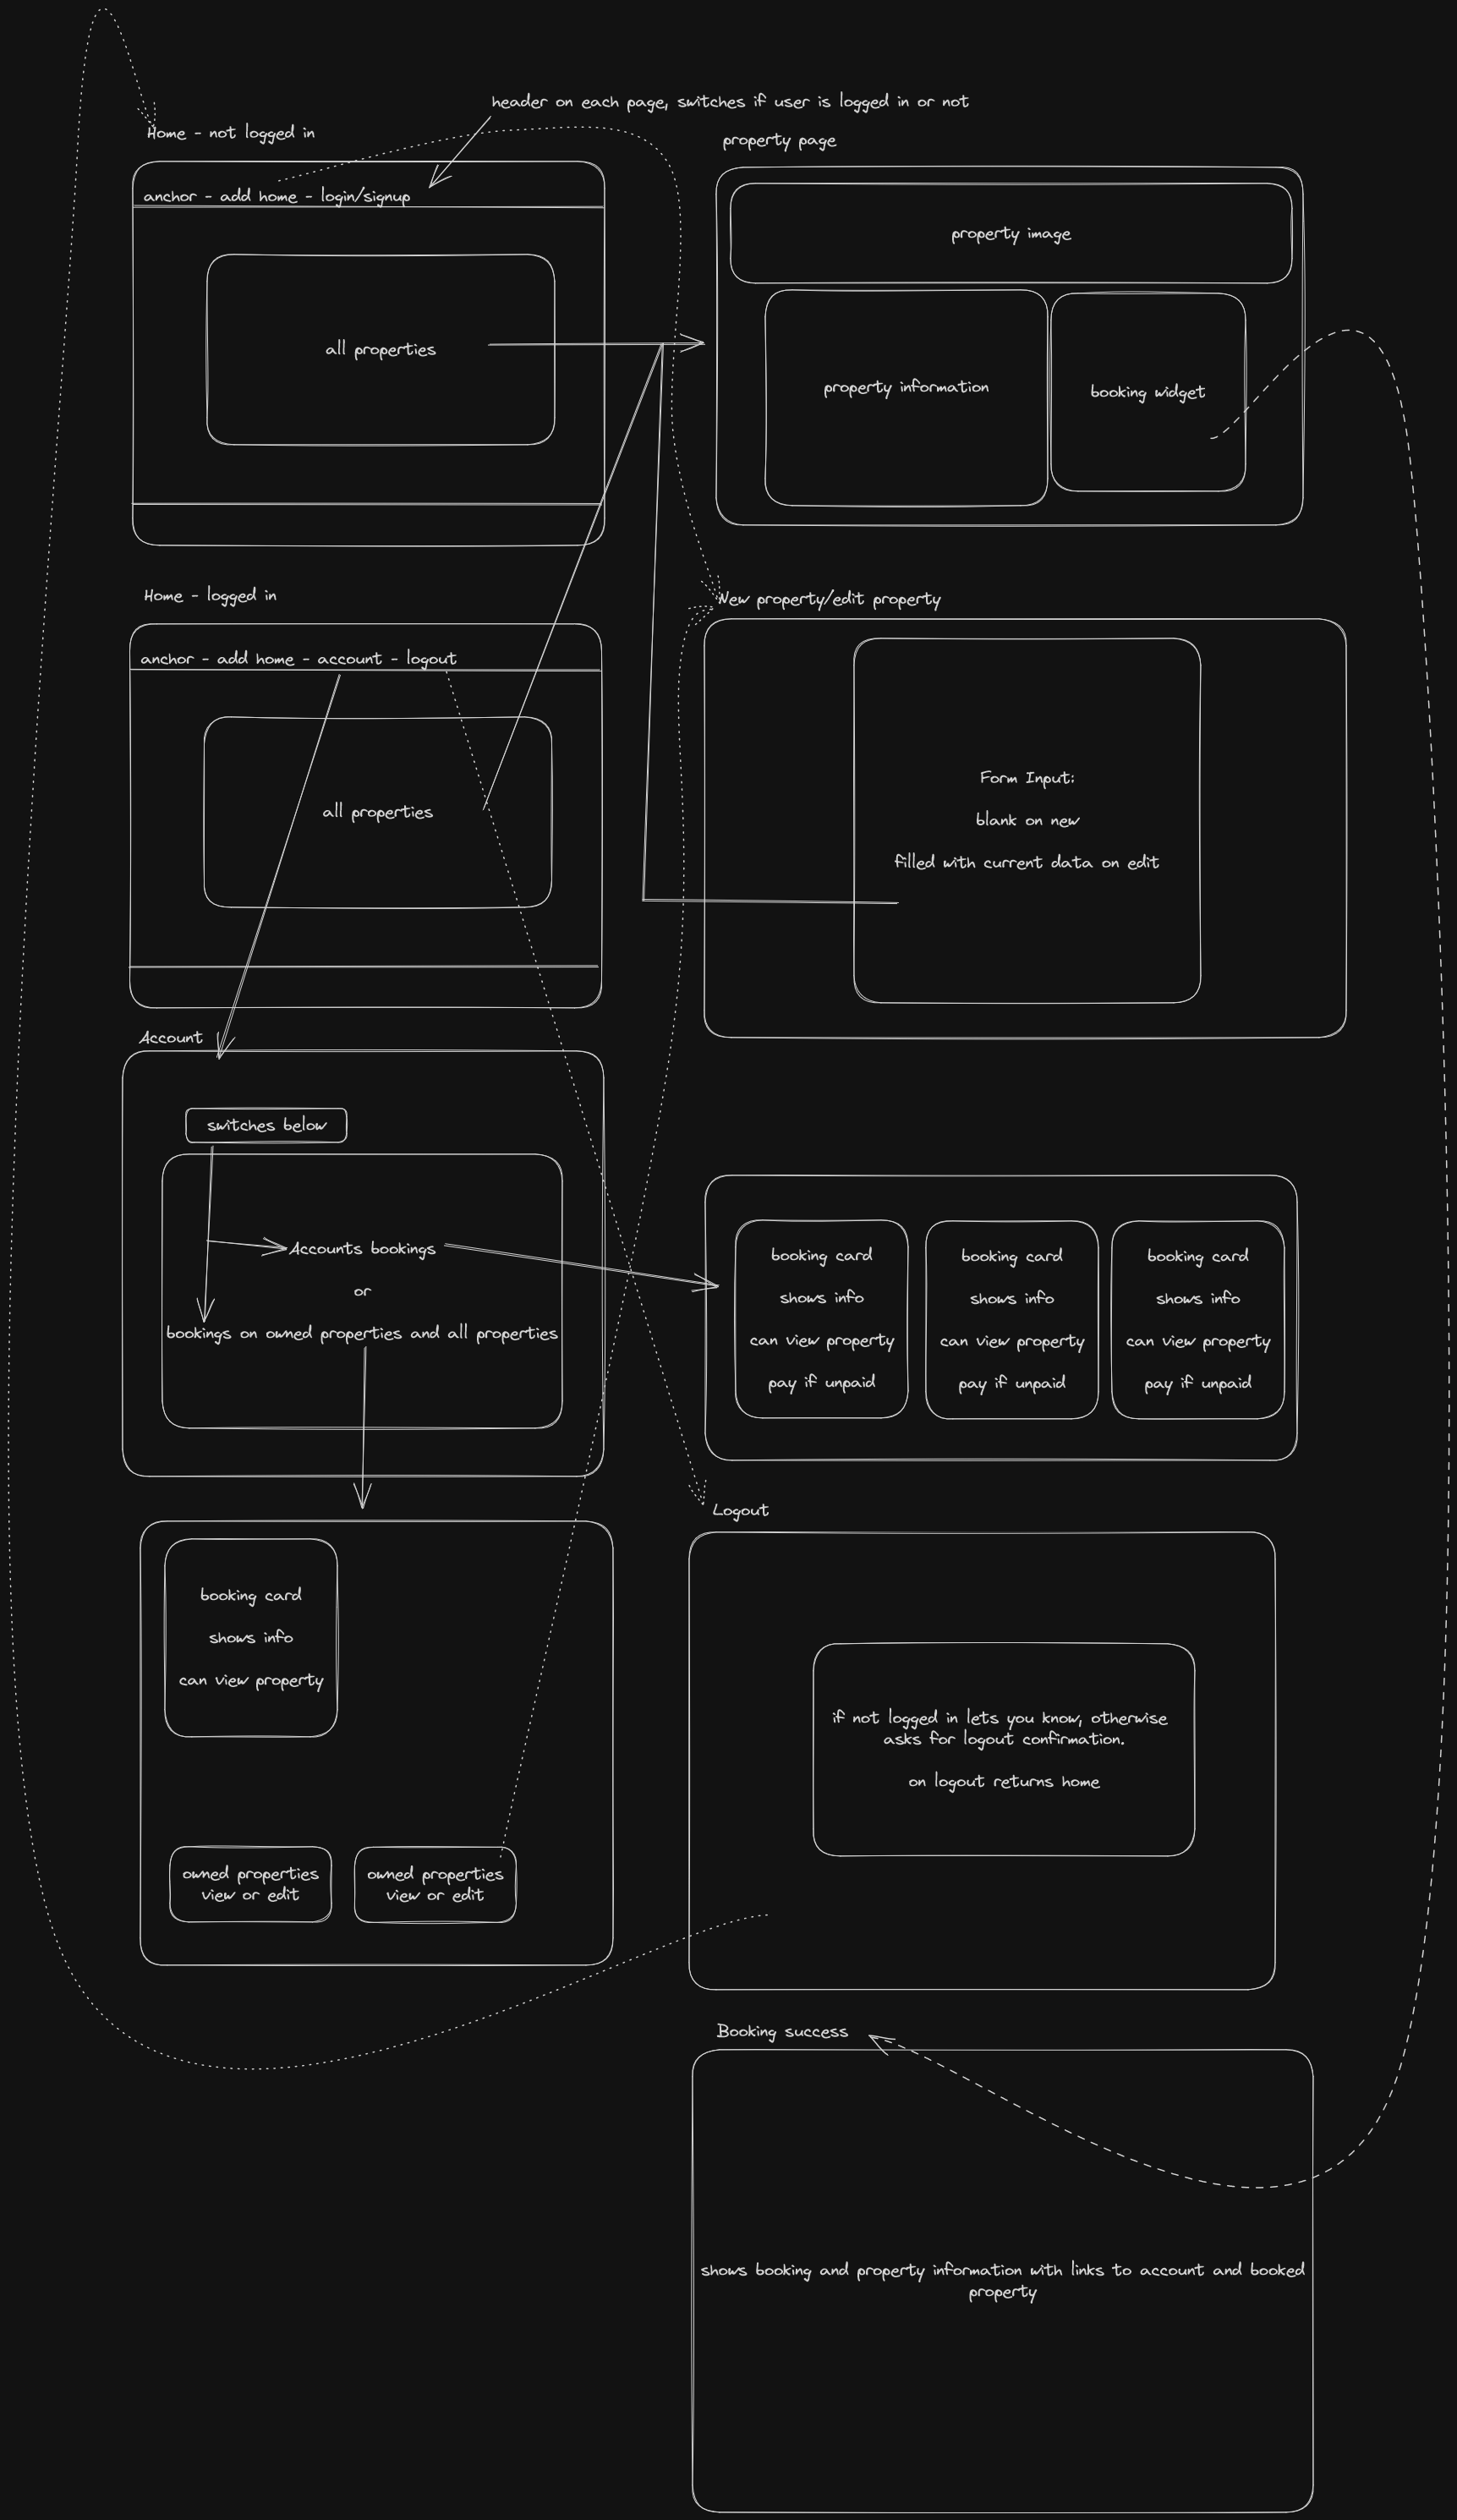 header on each page, switches if user is logged in or not
Home - not logged in
anchor - add home - login/signup
all properties
property page
property image
property information
booking widget
Home - logged in
anchor - add home - account - logout
all properties
New property/edit property
Form Input:
blank on new
filled with current data on edit
Account
switches below
Accounts bookings
or
bookings on owned properties and all properties
booking card
shows info
can view property
pay if unpaid
booking card
shows info
can view property
pay if unpaid
booking card
shows info
can view property
pay if unpaid
booking card
shows info
can view property
owned properties
view or edit
owned properties
view or edit
Logout
if not logged in lets you know, otherwise
asks for logout confirmation.
on logout returns home
Booking success
shows booking and property information with links to account and booked
property